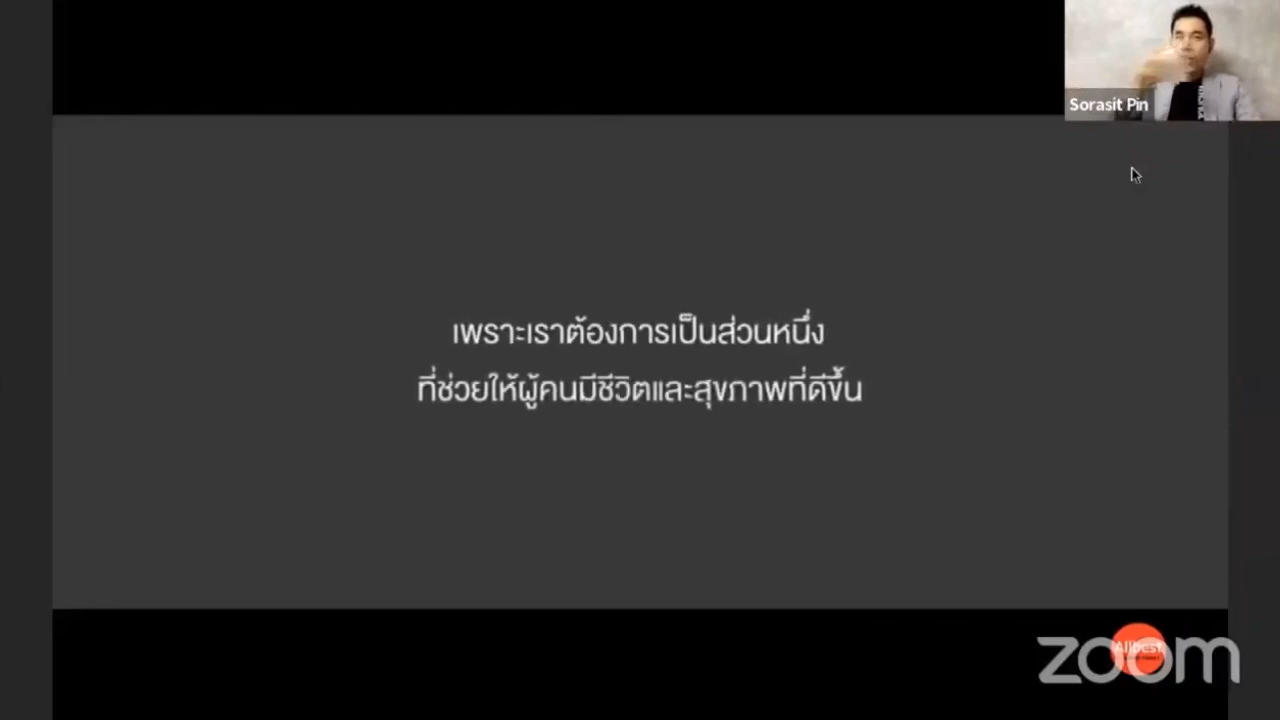 Sorasit Pin
เพราะเราต้องการเป็นส่วนหนึ่ง
ที่ช่วยให้ผู้คนมีชีวิตและสุขภาพที่ดีขึ้น
Allbest
zoom